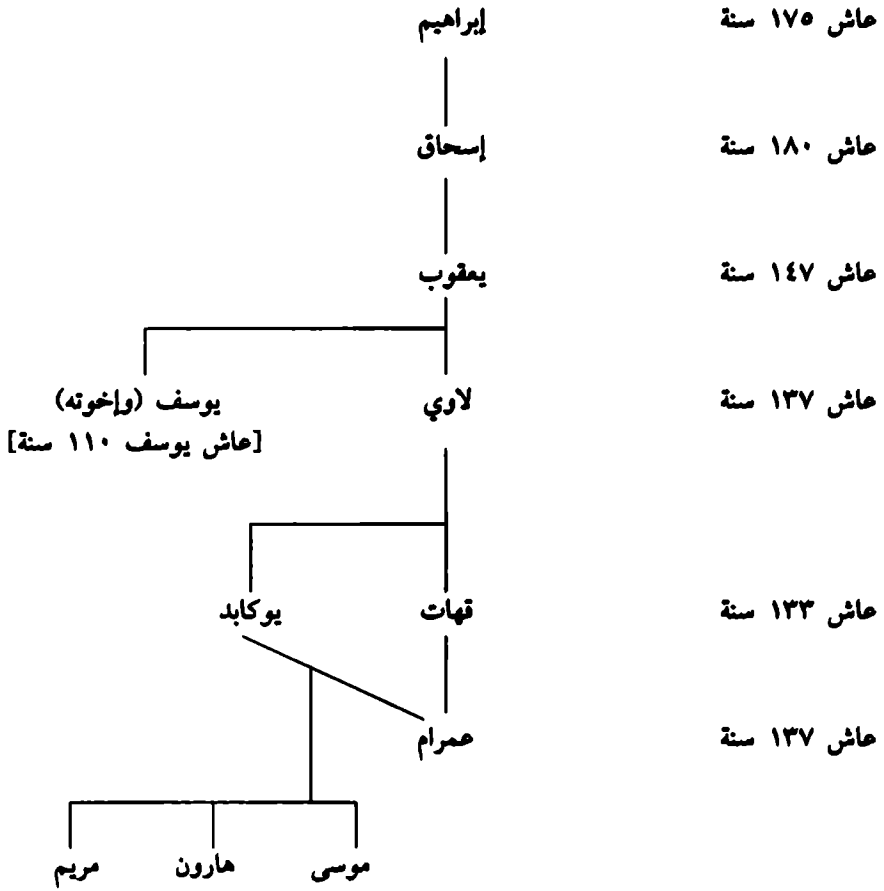 إبراهيم عاش ١٧٥ سنة
إسحاق عاش ١٨٠ سنة
يعقوب عاش ١٤٧ سنة
يوسف (وإخوته) لاوي عاش ١٣٧ سنة
[عاش يوسف ١١٠ سنة]
يوكابد قهات عاش ١٣٣ سنة
عمرام عاش ١٣٧ سنة
موسى هارون مريم